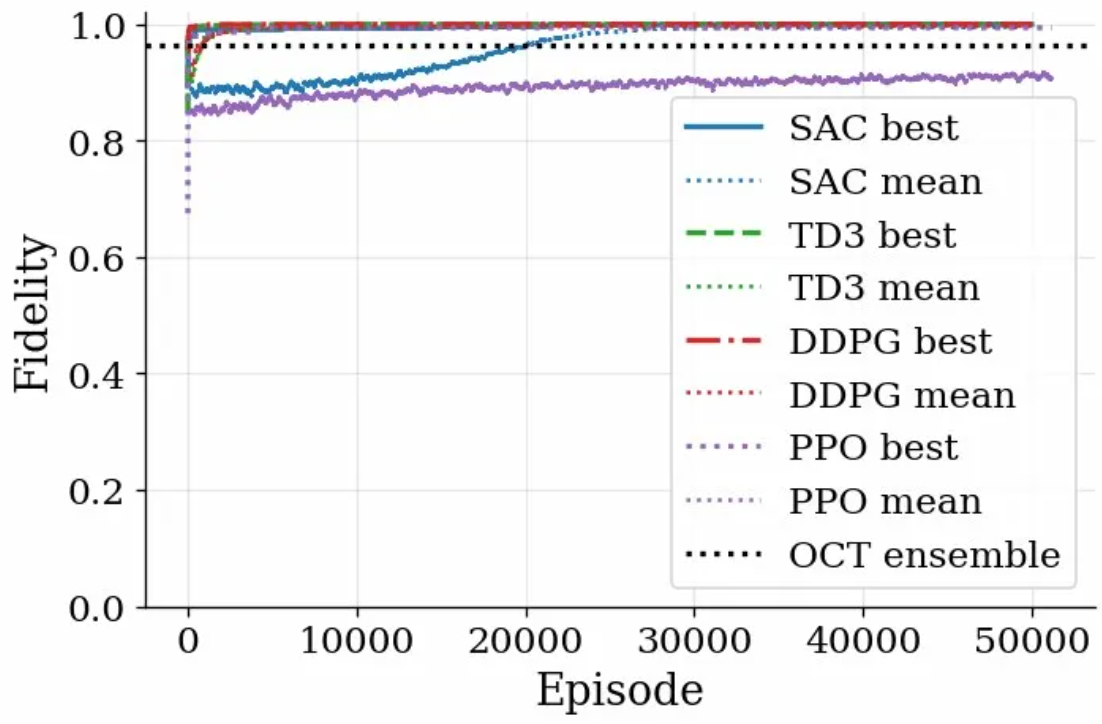 1.0
0.8
0.6
0.4
0.2
0.0
Fidelity
SAC best
SAC mean
TD3 best
TD3 mean
DDPG best
DDPG mean
PPO best
PPO mean
OCT ensemble
0 10000 20000 30000 40000 50000
Episode